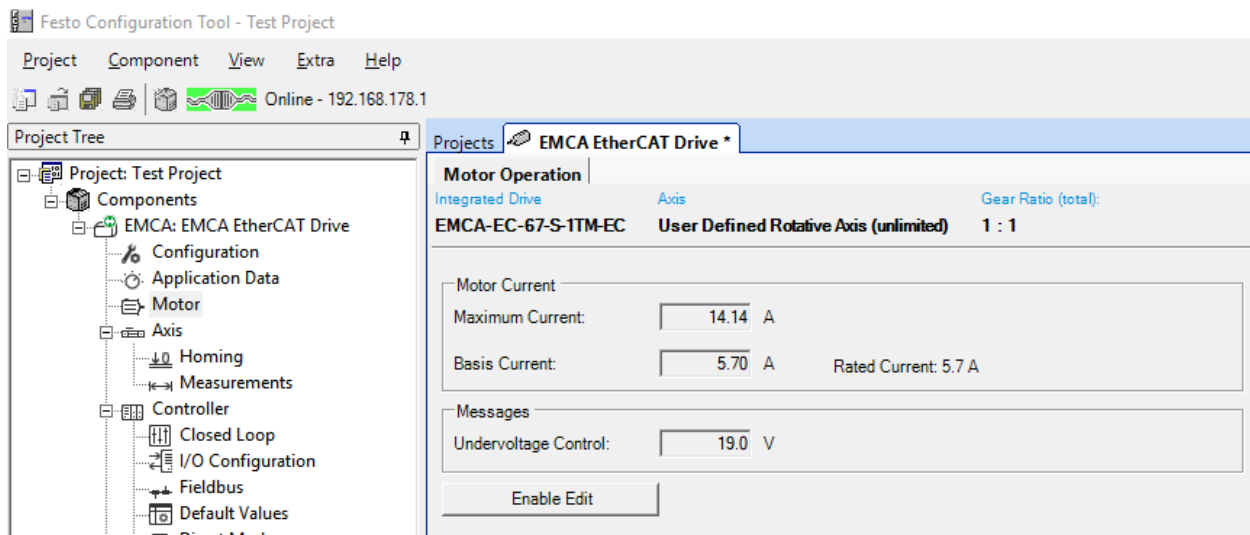 Festo Configuration Tool - Test Project
Project Component View Extra Help
Online - 192.168.178.1
Project Tree
Project: Test Project
Components
EMCA: EMCA EtherCAT Drive
Configuration
Application Data
Motor
Axis
Homing
Measurements
Controller
Closed Loop
I/O Configuration
Fieldbus
Default Values
Projects EMCA EtherCAT Drive *
Motor Operation
Integrated Drive Axis Gear Ratio (total):
EMCA-EC-67-S-1TM-EC User Defined Rotative Axis (unlimited) 1 : 1
Motor Current
Maximum Current: 14.14 A
Basis Current: 5.70 A Rated Current: 5.7 A
Messages
Undervoltage Control: 19.0 V
Enable Edit